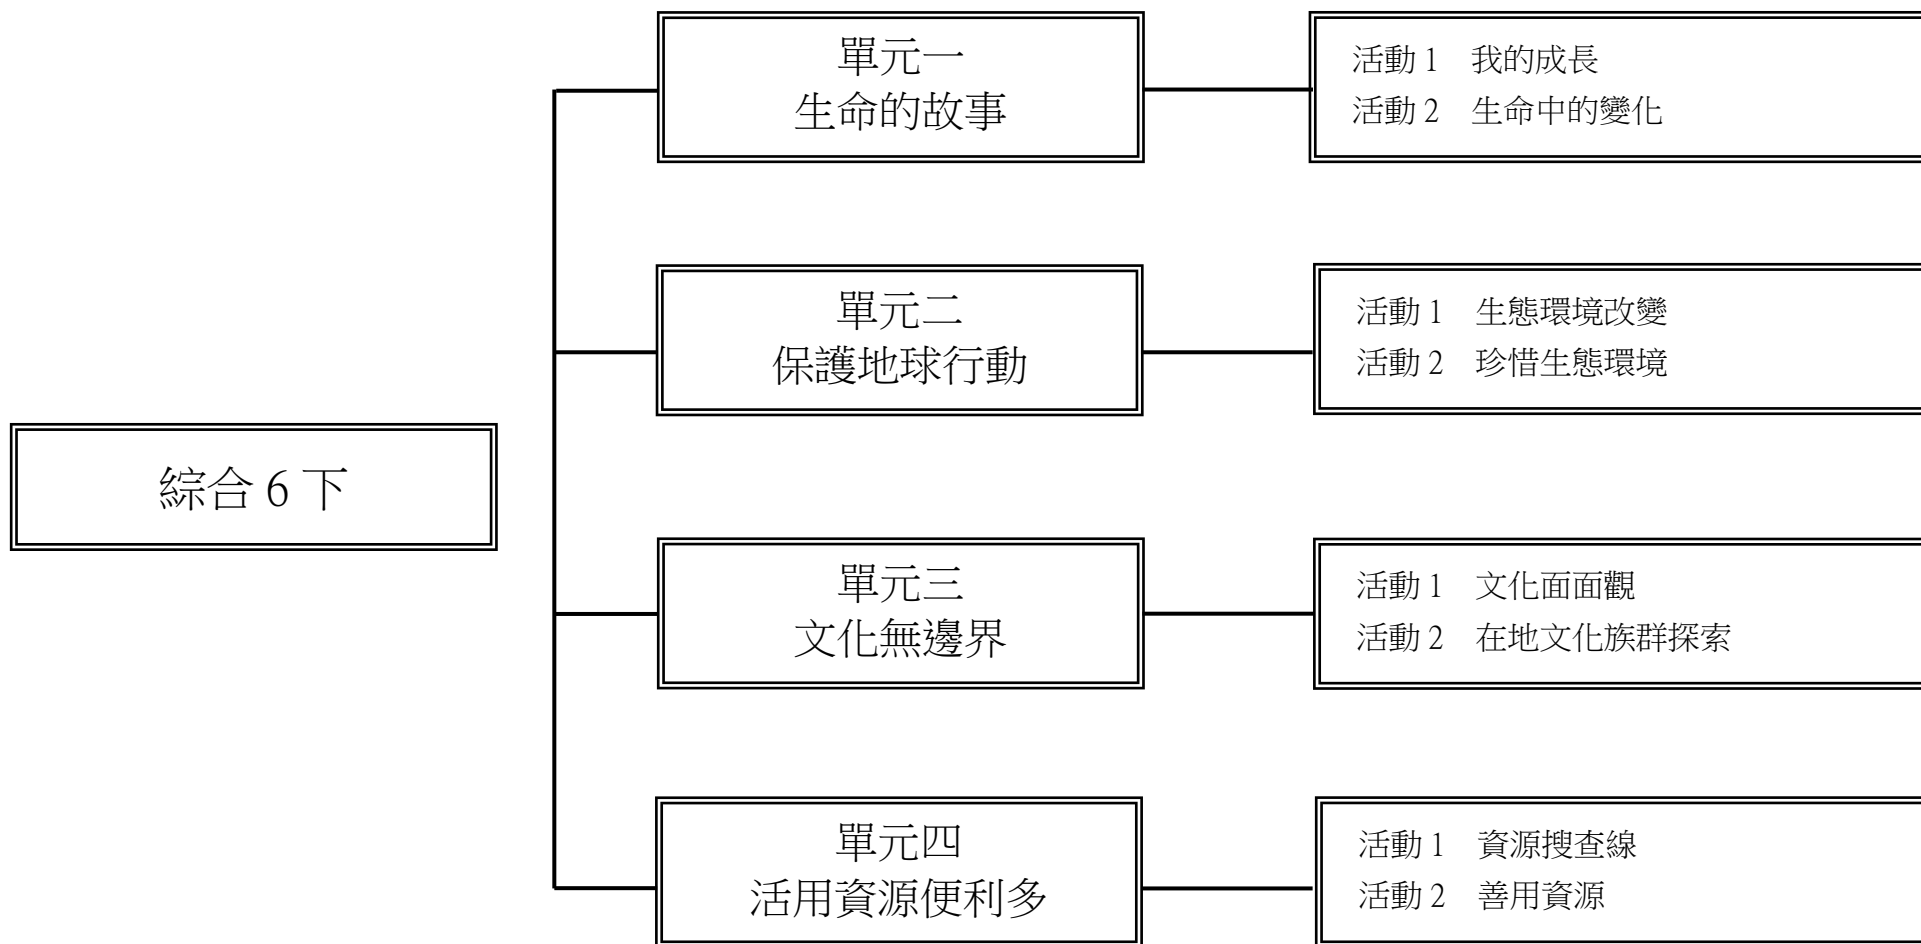 綜合 6 下
單元一
生命的故事
活動 1　我的成長
活動 2　生命中的變化
單元二
保護地球行動
活動 1　生態環境改變
活動 2　珍惜生態環境
單元三
文化無邊界
活動 1　文化面面觀
活動 2　在地文化族群探索
單元四
活用資源便利多
活動 1　資源搜查線
活動 2　善用資源